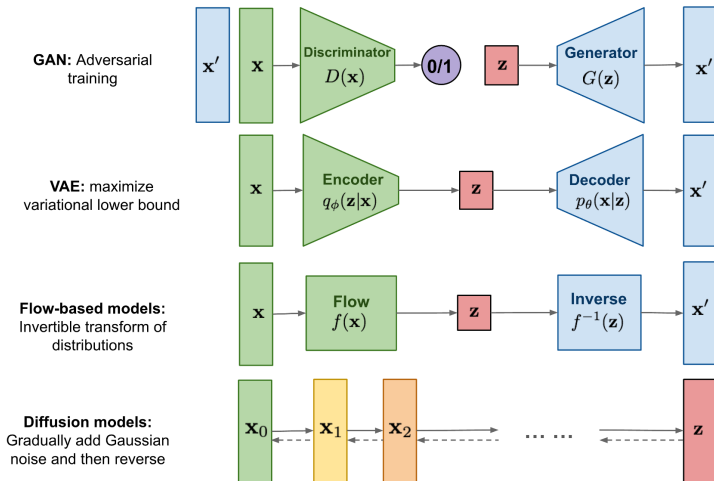 GAN: Adversarial
training
x′
x
Discriminator
D(x)
0/1
z
Generator
G(z)
x′
VAE: maximize
variational lower bound
x
Encoder
qϕ(z|x)
z
Decoder
pθ(x|z)
x′
Flow-based models:
Invertible transform of
distributions
x
Flow
f(x)
z
Inverse
f⁻¹(z)
x′
Diffusion models:
Gradually add Gaussian
noise and then reverse
x₀
x₁
x₂
... ...
z